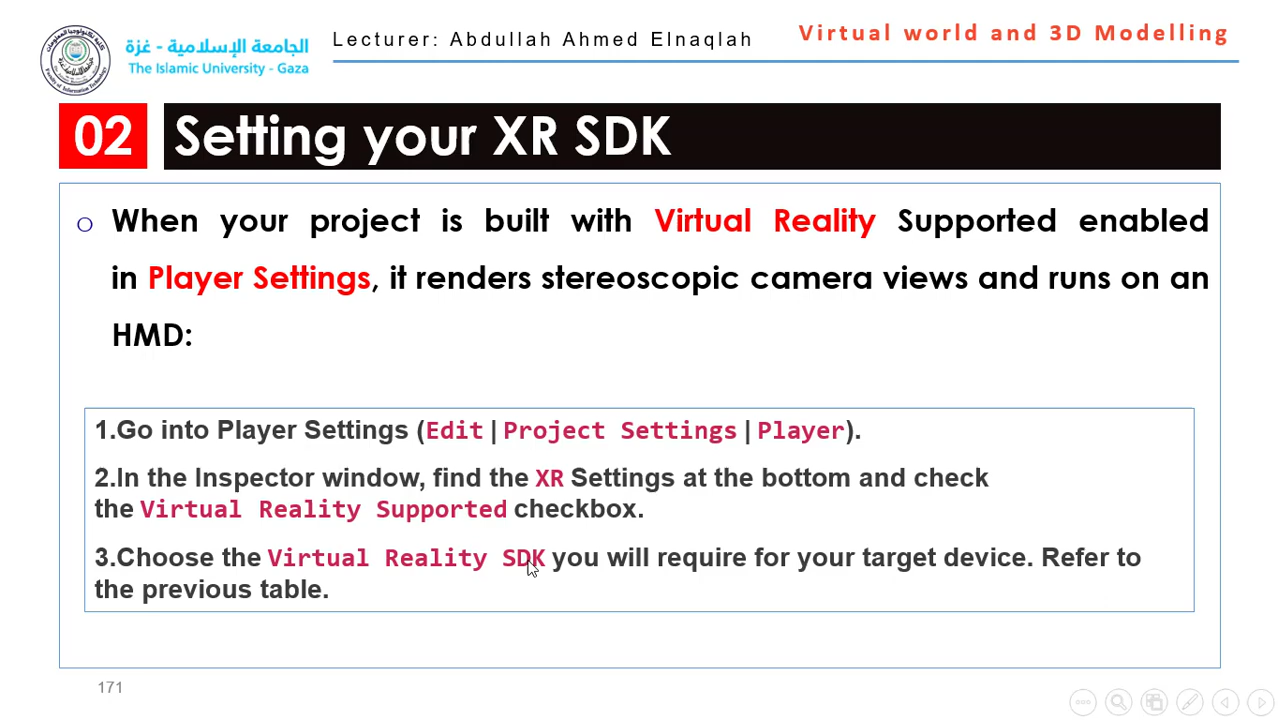 الجامعة الإسلامية - غزة
The Islamic University - Gaza
Lecturer: Abdullah Ahmed Elnaqlah
Virtual world and 3D Modelling
02 Setting your XR SDK
o When your project is built with Virtual Reality Supported enabled
in Player Settings, it renders stereoscopic camera views and runs on an
HMD:
1.Go into Player Settings (Edit | Project Settings | Player).
2.In the Inspector window, find the XR Settings at the bottom and check
the Virtual Reality Supported checkbox.
3.Choose the Virtual Reality SDK you will require for your target device. Refer to
the previous table.
171